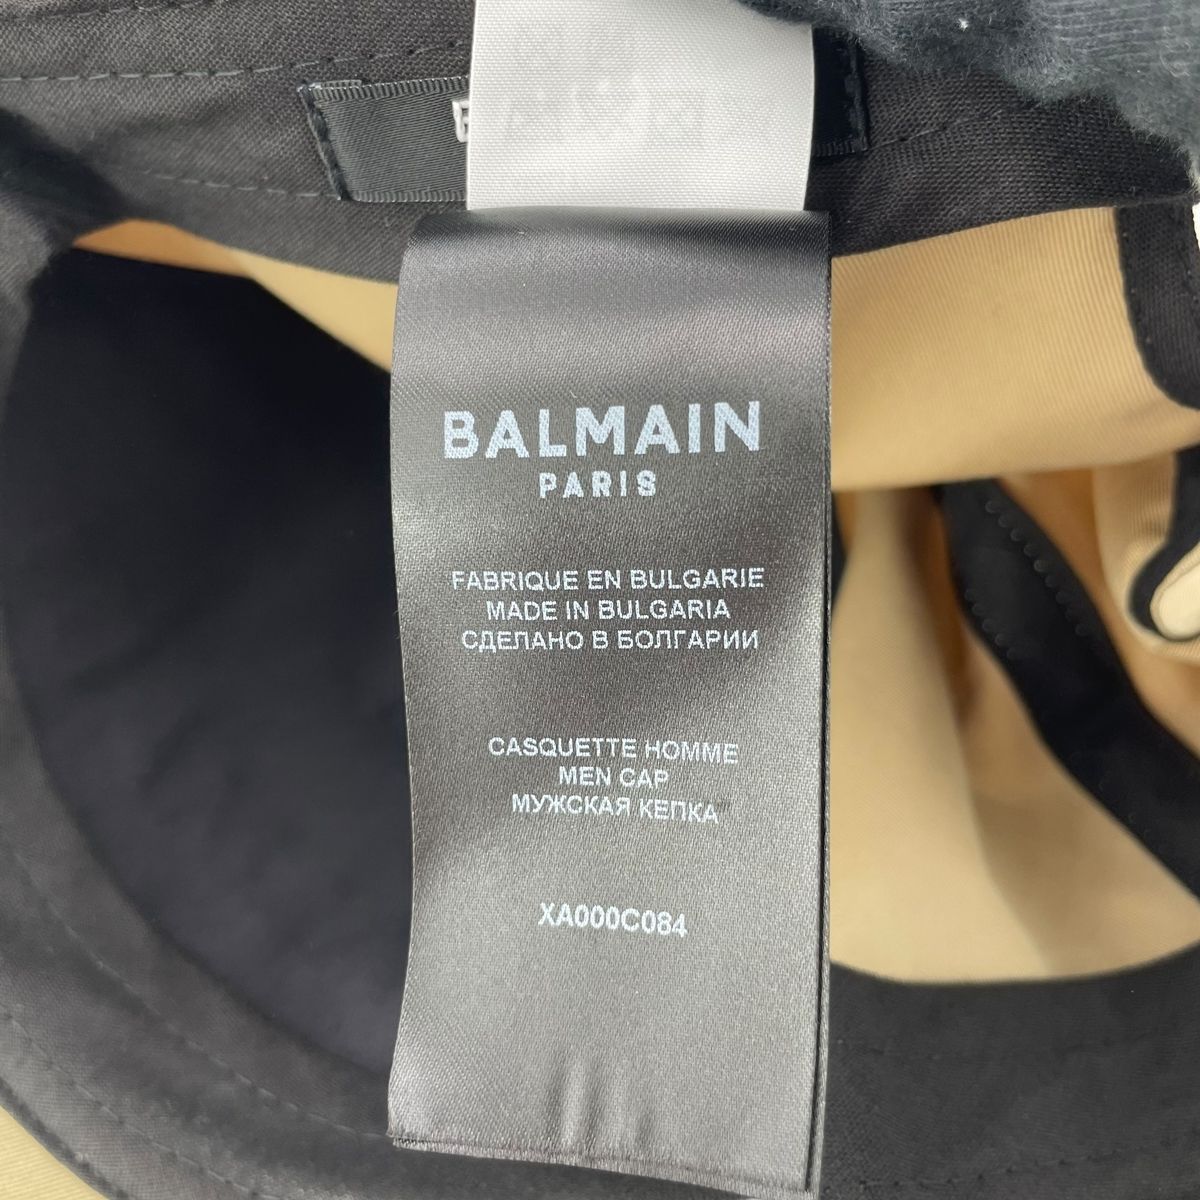 BALMAIN
PARIS
FABRIQUE EN BULGARIE
MADE IN BULGARIA
СДЕЛАНО В БОЛГАРИИ
CASQUETTE HOMME
MEN CAP
МУЖСКАЯ КЕПКА
XA000C084